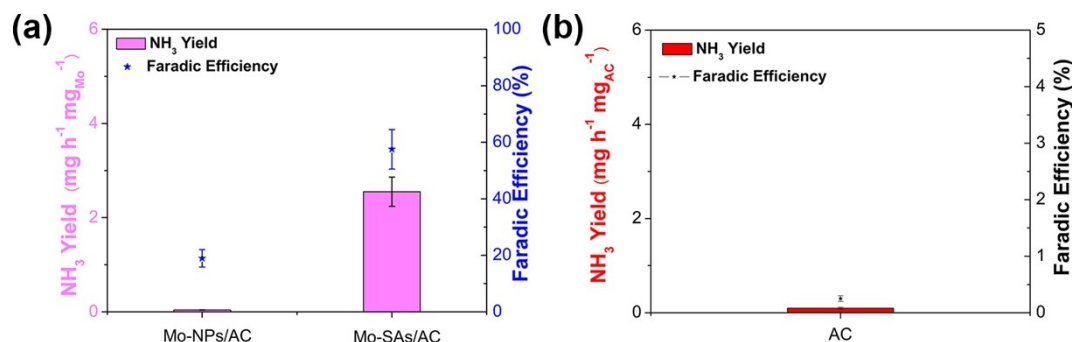 (a)
NH₃ Yield (mg h⁻¹ mg_Mo⁻¹)
6
4
2
0
NH₃ Yield
Faradic Efficiency
100
80
60
40
20
0
Faradic Efficiency (%)
Mo-NPs/AC
Mo-SAs/AC
(b)
NH₃ Yield (mg h⁻¹ mg_AC⁻¹)
6
4
2
0
NH₃ Yield
Faradic Efficiency
5
4
3
2
1
0
Faradic Efficiency (%)
AC